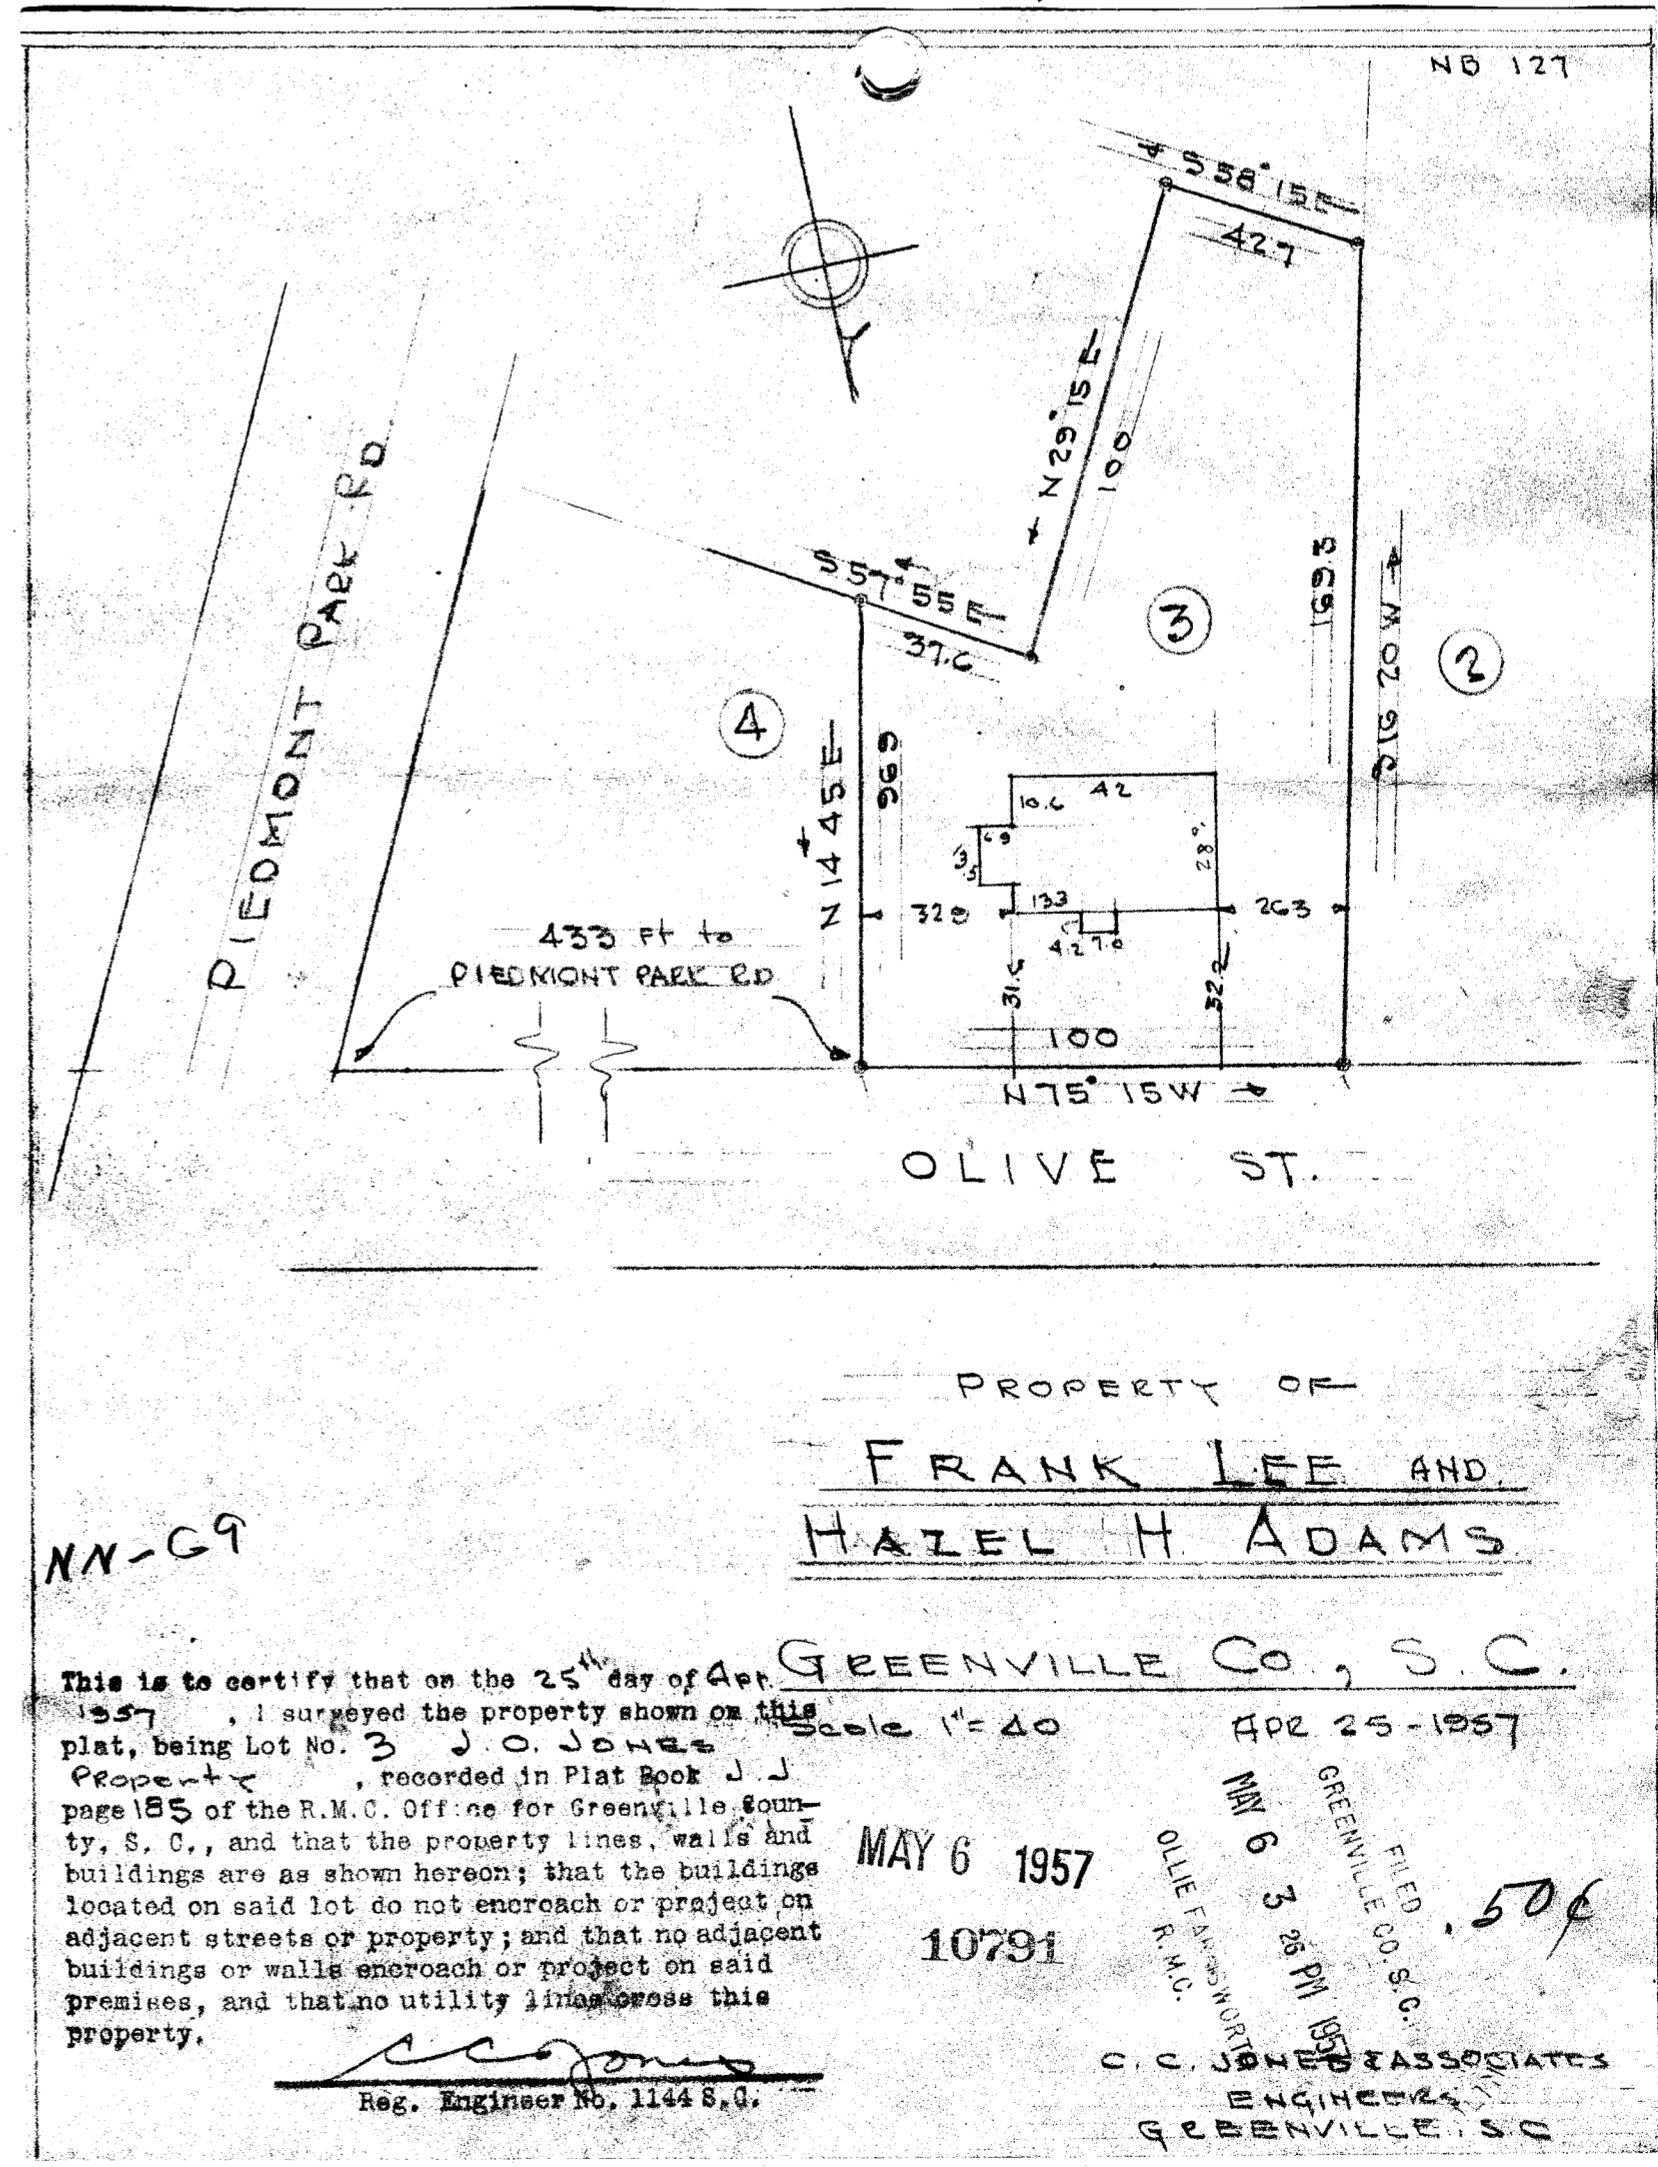 NB 127
S 58° 15 E
42.7
N 29° 15 E
100
PIEDMONT PARK RD.
S 57° 55 E
37.6
3
169.3
S 16 20 W
2
4
N 14 45 E
96.9
10.6
42
6 9
3 5
28°
133
328
263
4.2 7.0
433 Ft to
PIEDMONT PARK RD
31.6
32.2
100
N 75° 15 W
OLIVE ST.
PROPERTY OF
FRANK LEE AND.
HAZEL H ADAMS
NN-G9
GREENVILLE CO., S.C.
Scale 1"= 40 APR 25-1957
This is to certify that on the 25th day of Apr.
1957 , I surveyed the property shown on this
plat, being Lot No. 3 J. O. JONES
Property , recorded in Plat Book J J
page 185 of the R.M.C. Office for Greenville Coun-
ty, S. C., and that the property lines, walls and
buildings are as shown hereon; that the buildings
located on said lot do not encroach or project on
adjacent streets or property; and that no adjacent
buildings or walls encroach or project on said
premises, and that no utility lines cross this
property.
C C Jones
Reg. Engineer No. 1144 S.C.
MAY 6 1957
10791
FILED
GREENVILLE CO. S. C.
MAY 6 3 26 PM 1957
OLLIE FARNSWORTH
R.M.C.
.50¢
C. C. JONES & ASSOCIATES
ENGINEERS
GREENVILLE, S.C